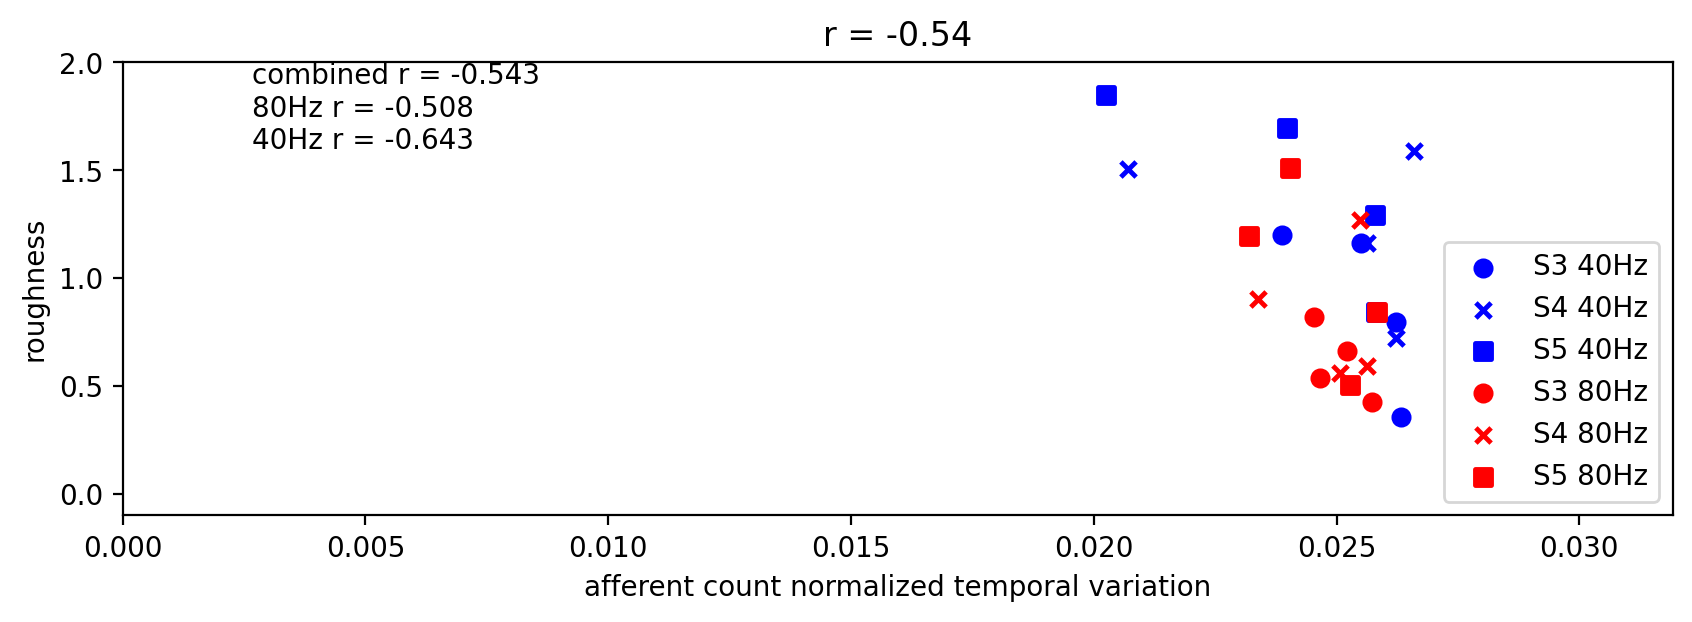 r = -0.54
combined r = -0.543
80Hz r = -0.508
40Hz r = -0.643
2.0
1.5
1.0
0.5
0.0
roughness
S3 40Hz
S4 40Hz
S5 40Hz
S3 80Hz
S4 80Hz
S5 80Hz
0.000 0.005 0.010 0.015 0.020 0.025 0.030
afferent count normalized temporal variation